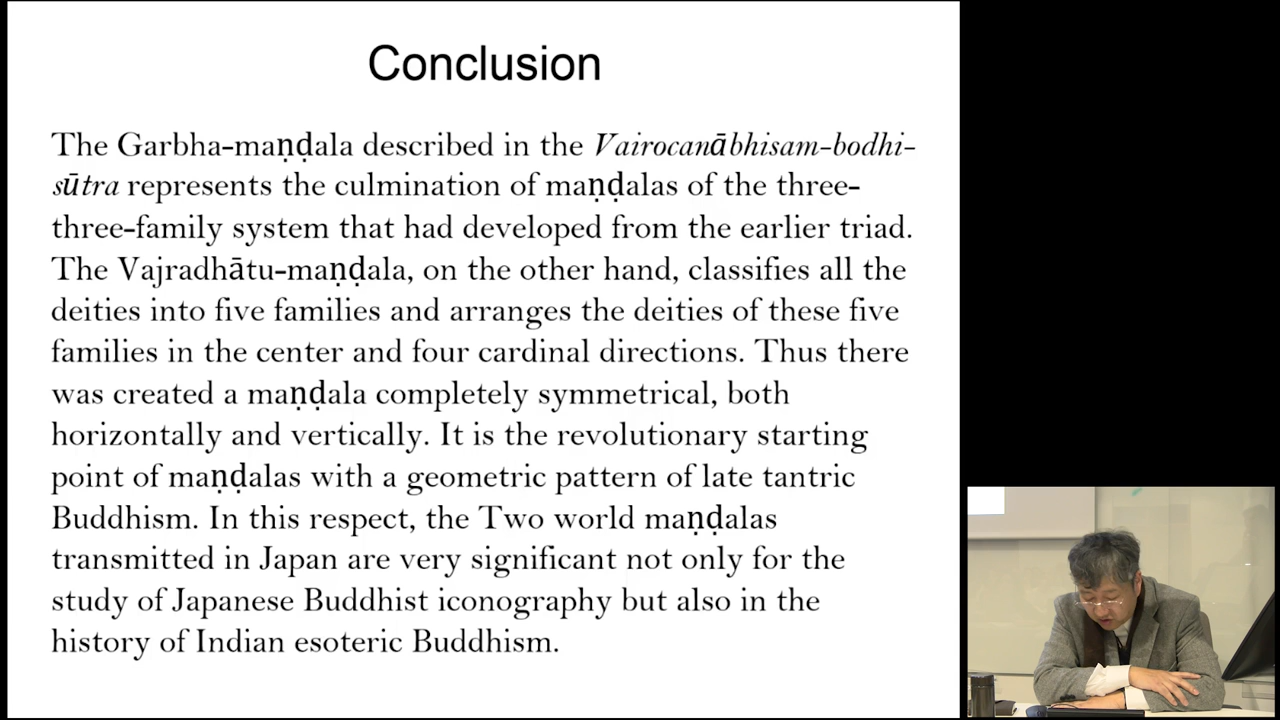 Conclusion
The Garbha-maṇḍala described in the Vairocanābhisam-bodhi-
sūtra represents the culmination of maṇḍalas of the three-
three-family system that had developed from the earlier triad.
The Vajradhātu-maṇḍala, on the other hand, classifies all the
deities into five families and arranges the deities of these five
families in the center and four cardinal directions. Thus there
was created a maṇḍala completely symmetrical, both
horizontally and vertically. It is the revolutionary starting
point of maṇḍalas with a geometric pattern of late tantric
Buddhism. In this respect, the Two world maṇḍalas
transmitted in Japan are very significant not only for the
study of Japanese Buddhist iconography but also in the
history of Indian esoteric Buddhism.